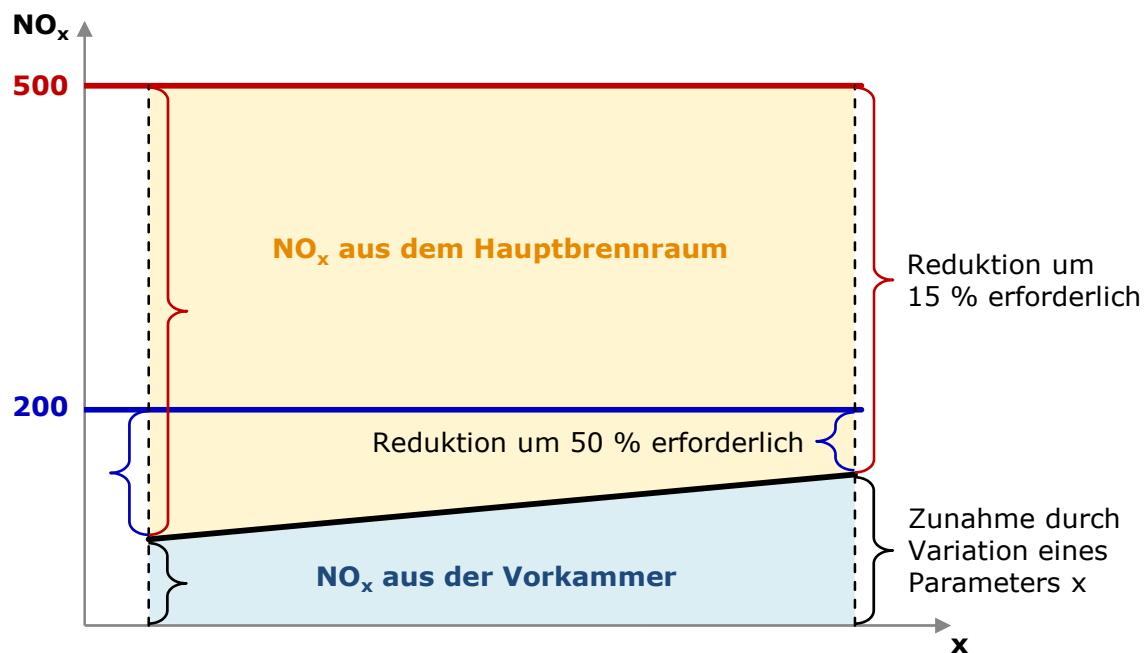 NOx
500
NOx aus dem Hauptbrennraum
Reduktion um
15 % erforderlich
200
Reduktion um 50 % erforderlich
NOx aus der Vorkammer
Zunahme durch
Variation eines
Parameters x
x